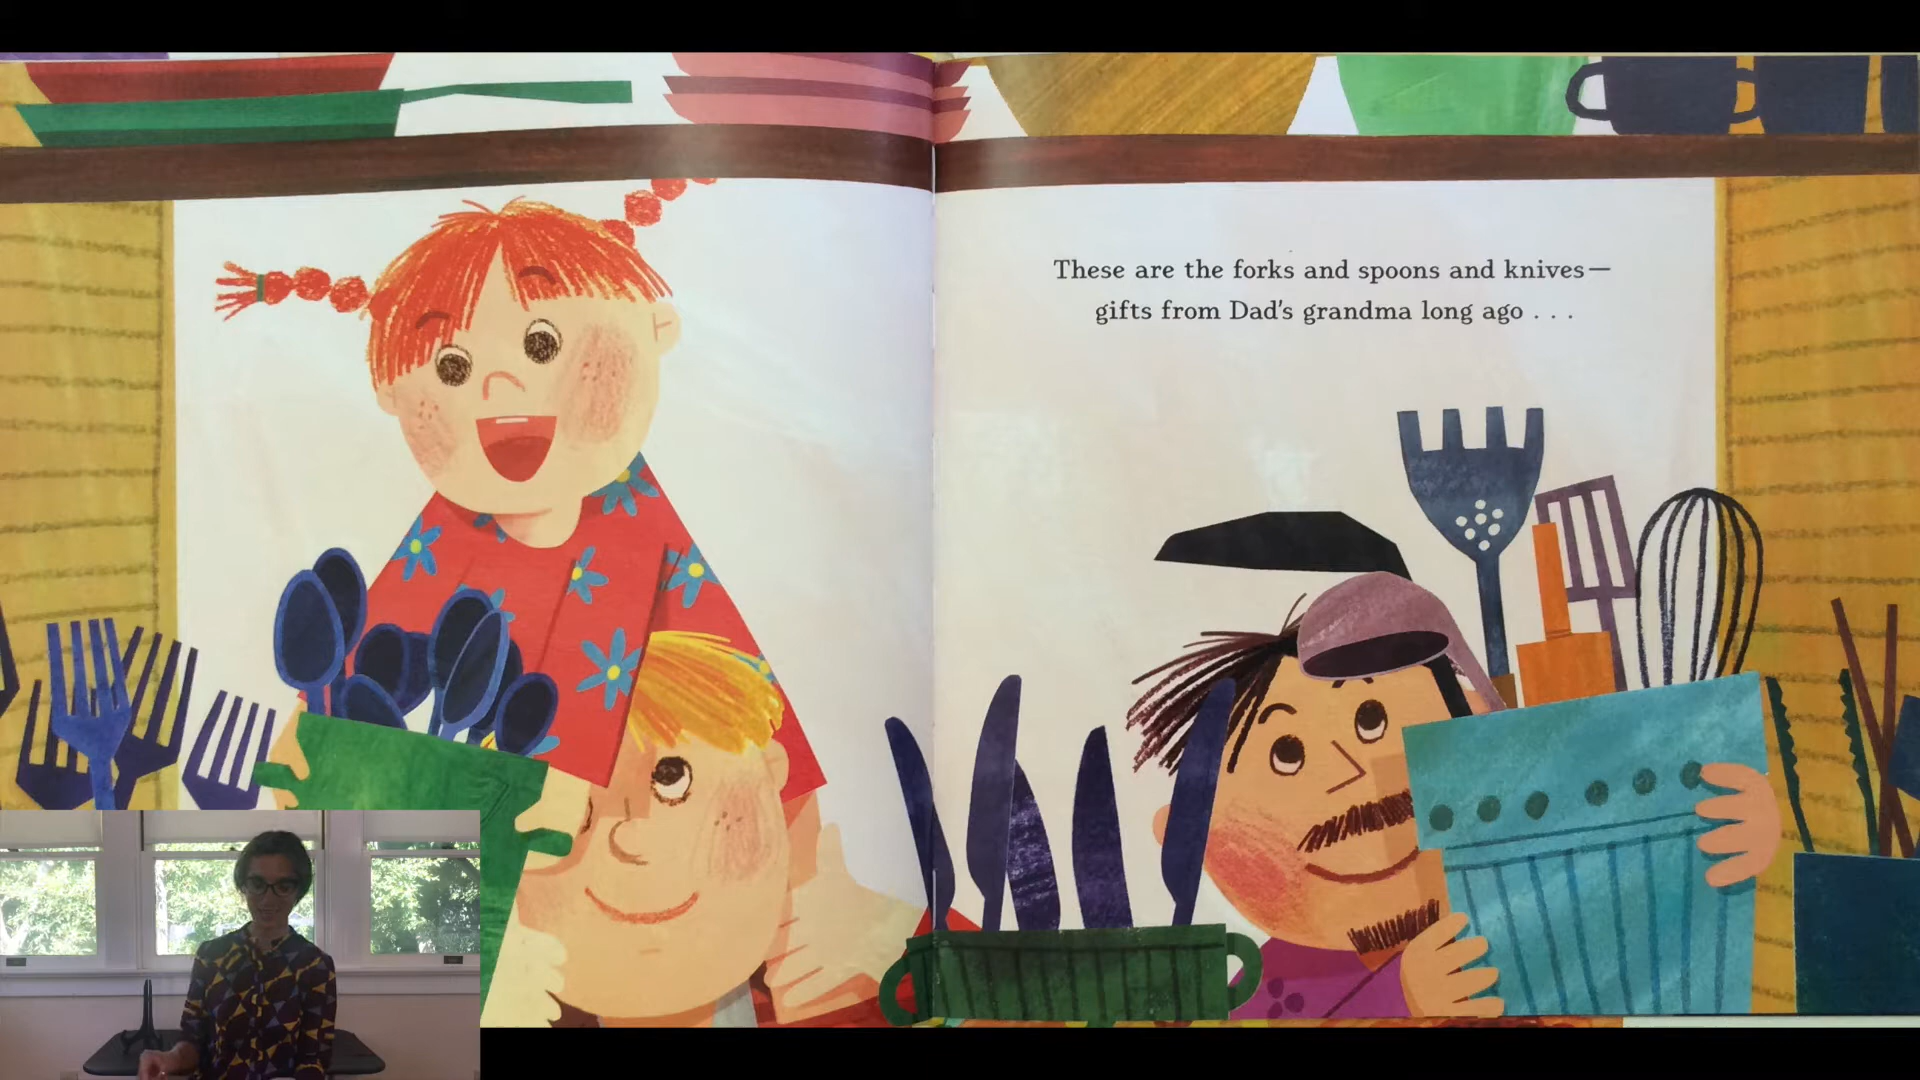 These are the forks and spoons and knives—
gifts from Dad's grandma long ago . . .